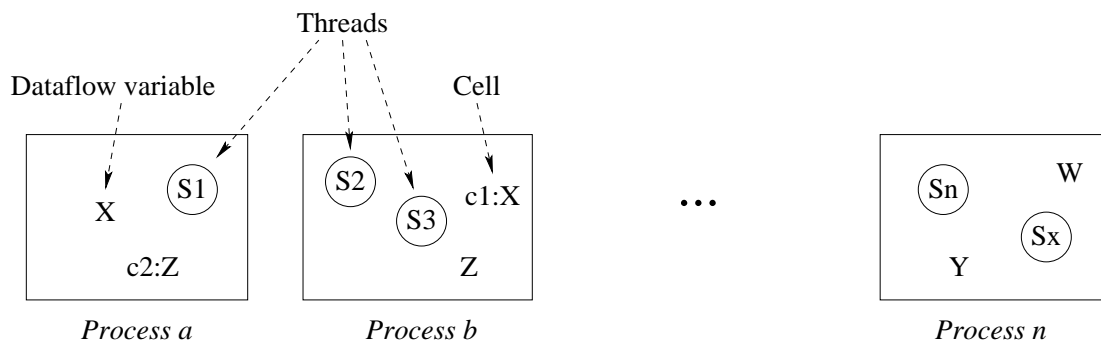 Threads
Dataflow variable
Cell
X
S1
c2:Z
S2
S3
c1:X
Z
...
Sn
W
Sx
Y
Process a
Process b
Process n